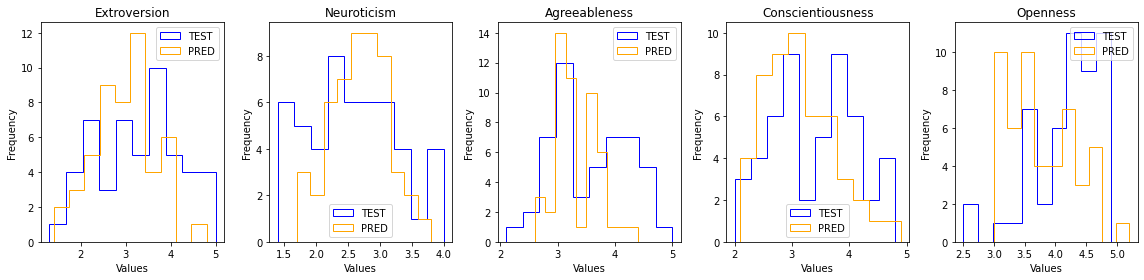 Extroversion
Frequency
12
10
8
6
4
2
0
2
3
4
5
Values
TEST
PRED
Neuroticism
Frequency
8
6
4
2
0
1.5
2.0
2.5
3.0
3.5
4.0
Values
TEST
PRED
Agreeableness
Frequency
14
12
10
8
6
4
2
0
2
3
4
5
Values
TEST
PRED
Conscientiousness
Frequency
10
8
6
4
2
0
2
3
4
5
Values
TEST
PRED
Openness
Frequency
10
8
6
4
2
0
2.5
3.0
3.5
4.0
4.5
5.0
Values
TEST
PRED